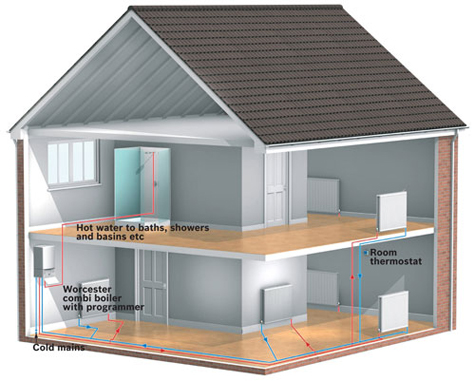 Hot water to baths, showers
and basins etc
Room
thermostat
Worcester
combi boiler
with programmer
Cold mains